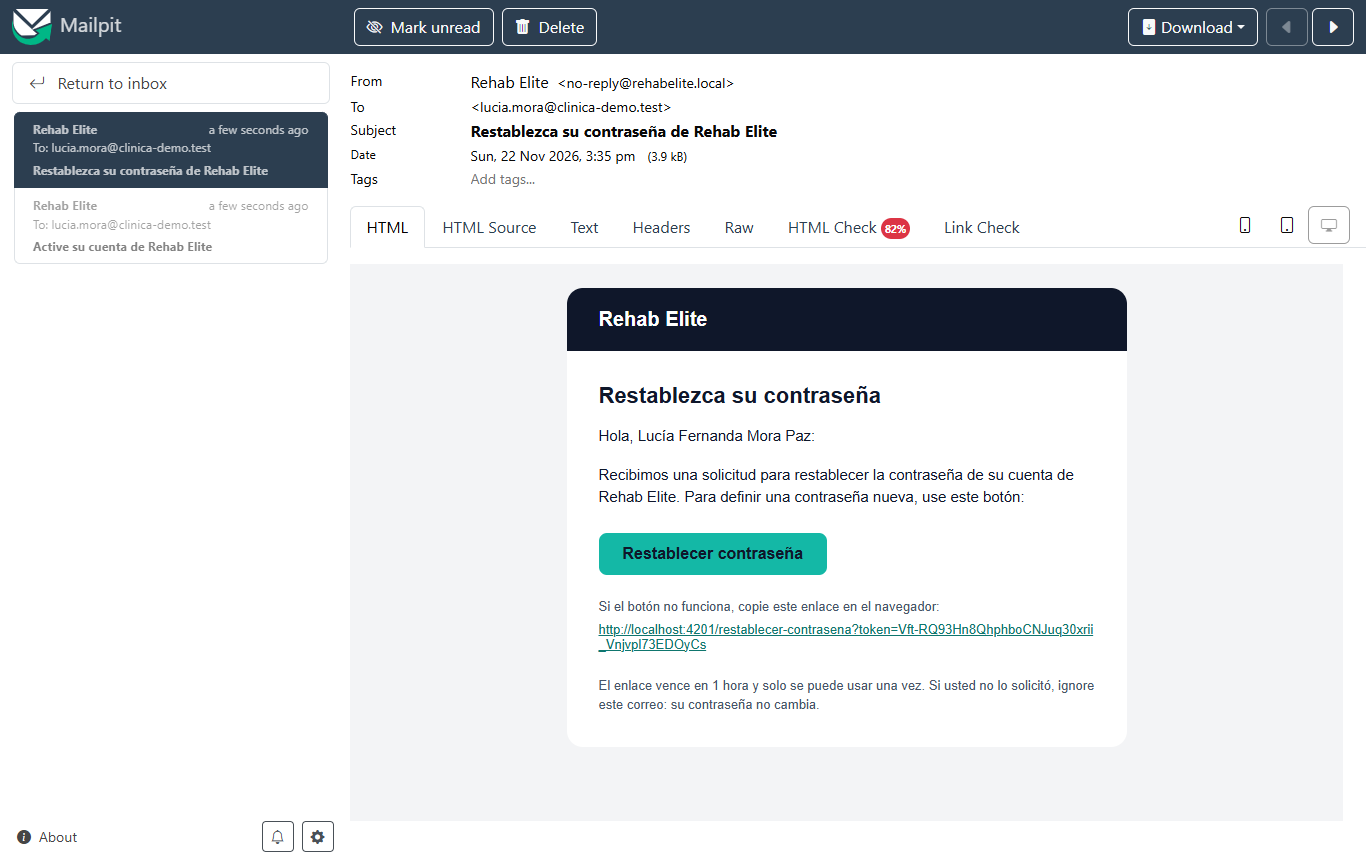 Mailpit
Mark unread
Delete
Download
Return to inbox
Rehab Elite a few seconds ago
To: lucia.mora@clinica-demo.test
Restablezca su contraseña de Rehab Elite
Rehab Elite a few seconds ago
To: lucia.mora@clinica-demo.test
Active su cuenta de Rehab Elite
From Rehab Elite <no-reply@rehabelite.local>
To <lucia.mora@clinica-demo.test>
Subject Restablezca su contraseña de Rehab Elite
Date Sun, 22 Nov 2026, 3:35 pm (3.9 kB)
Tags Add tags...
HTML HTML Source Text Headers Raw HTML Check 82% Link Check
Rehab Elite
Restablezca su contraseña
Hola, Lucía Fernanda Mora Paz:
Recibimos una solicitud para restablecer la contraseña de su cuenta de
Rehab Elite. Para definir una contraseña nueva, use este botón:
Restablecer contraseña
Si el botón no funciona, copie este enlace en el navegador:
http://localhost:4201/restablecer-contrasena?token=Vft-RQ93Hn8QhphboCNJuq30xrii
_Vnjvpl73EDOyCs
El enlace vence en 1 hora y solo se puede usar una vez. Si usted no lo solicitó, ignore
este correo: su contraseña no cambia.
About